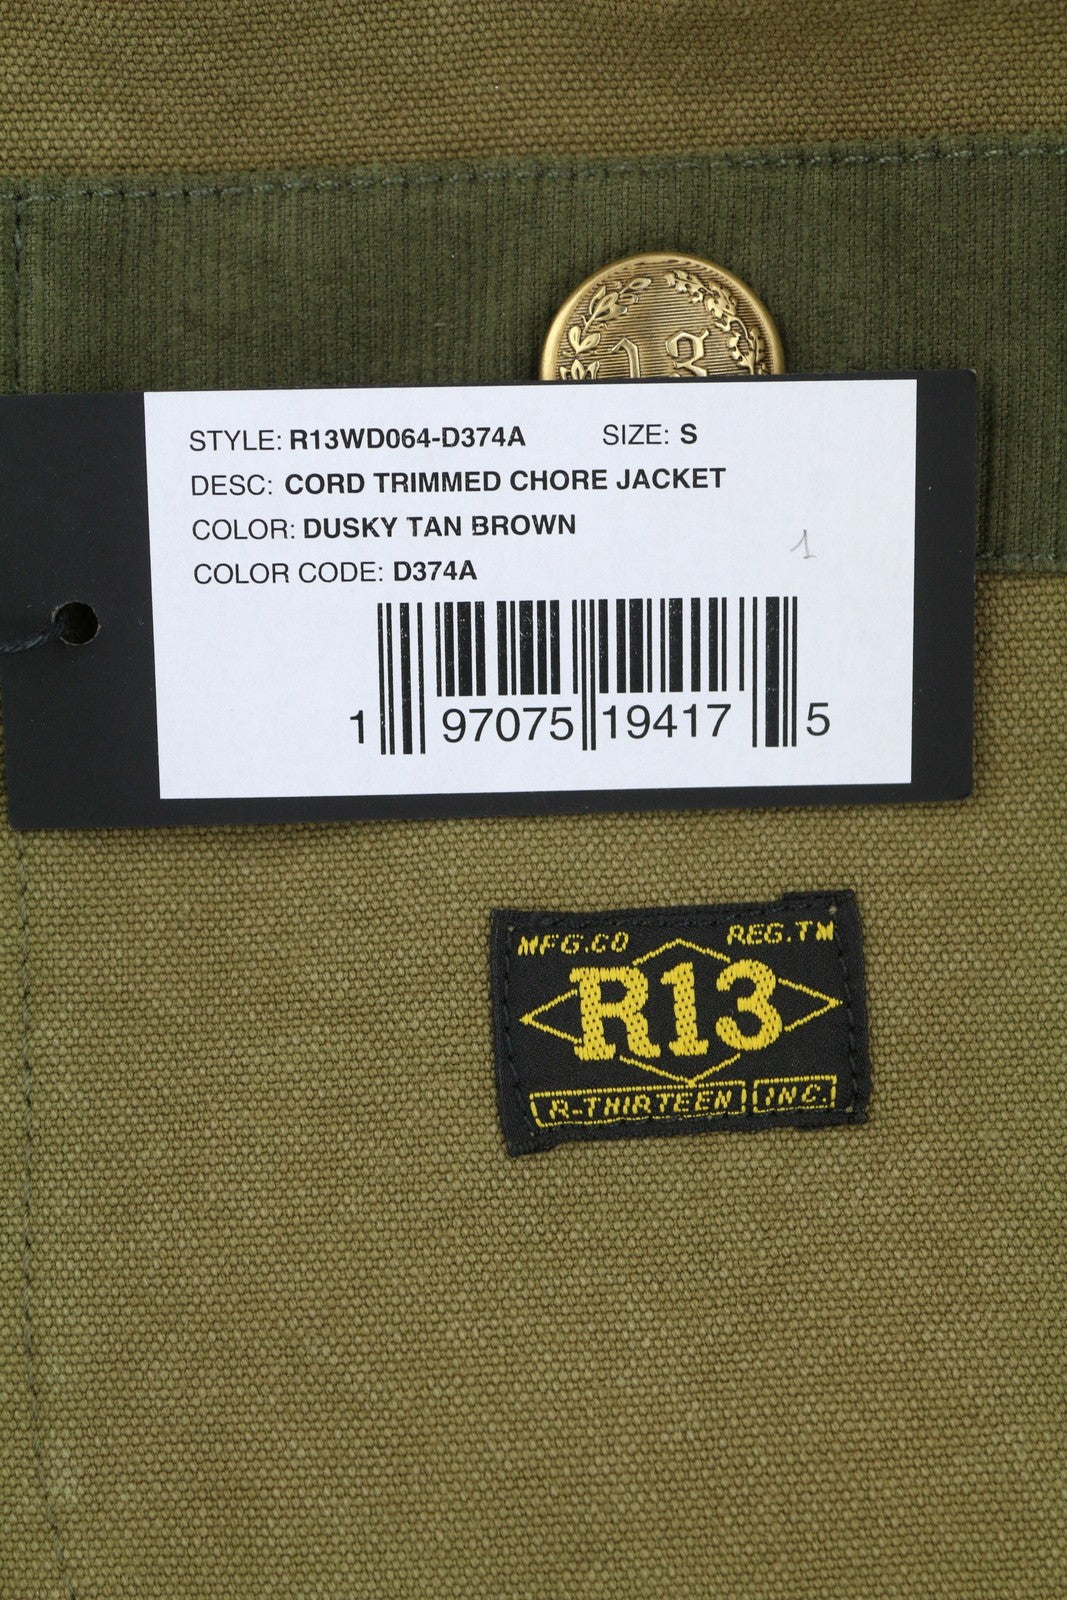 13
STYLE: R13WD064-D374A SIZE: S
DESC: CORD TRIMMED CHORE JACKET
COLOR: DUSKY TAN BROWN
1
COLOR CODE: D374A
1 97075 19417 5
MFG.CO REG.TM
R13
R-THIRTEEN INC.